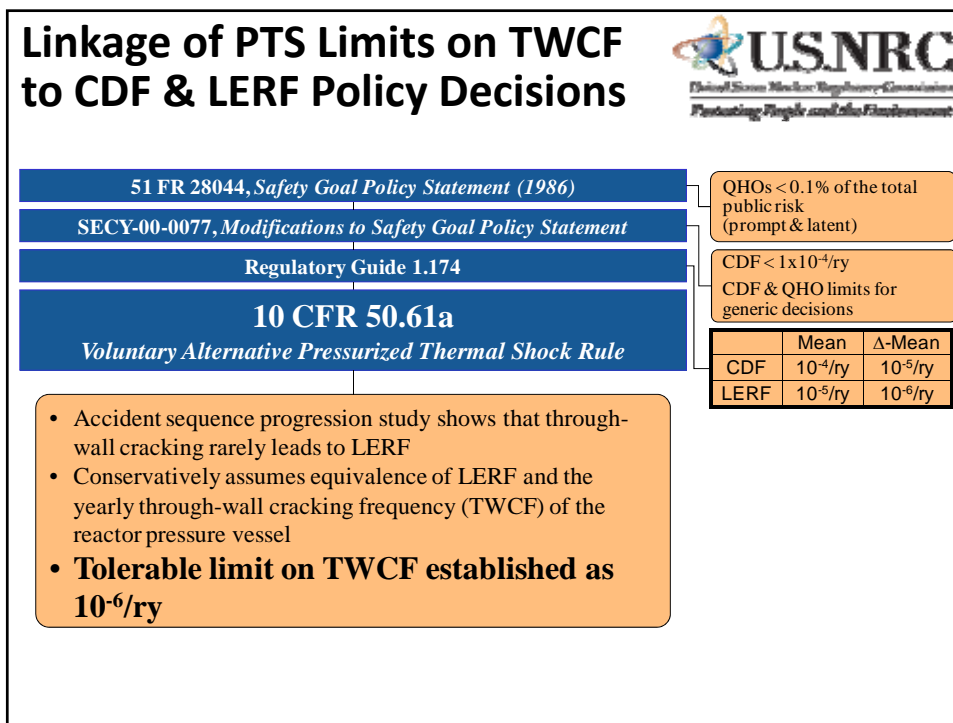 Linkage of PTS Limits on TWCF
to CDF & LERF Policy Decisions
U.S.NRC
United States Nuclear Regulatory Commission
Protecting People and the Environment
51 FR 28044, Safety Goal Policy Statement (1986)
SECY-00-0077, Modifications to Safety Goal Policy Statement
Regulatory Guide 1.174
10 CFR 50.61a
Voluntary Alternative Pressurized Thermal Shock Rule
QHOs < 0.1% of the total
public risk
(prompt & latent)
CDF < 1x10⁻⁴/ry
CDF & QHO limits for
generic decisions
Mean Δ-Mean
CDF 10⁻⁴/ry 10⁻⁵/ry
LERF 10⁻⁵/ry 10⁻⁶/ry
• Accident sequence progression study shows that through-
wall cracking rarely leads to LERF
• Conservatively assumes equivalence of LERF and the
yearly through-wall cracking frequency (TWCF) of the
reactor pressure vessel
• Tolerable limit on TWCF established as
10⁻⁶/ry